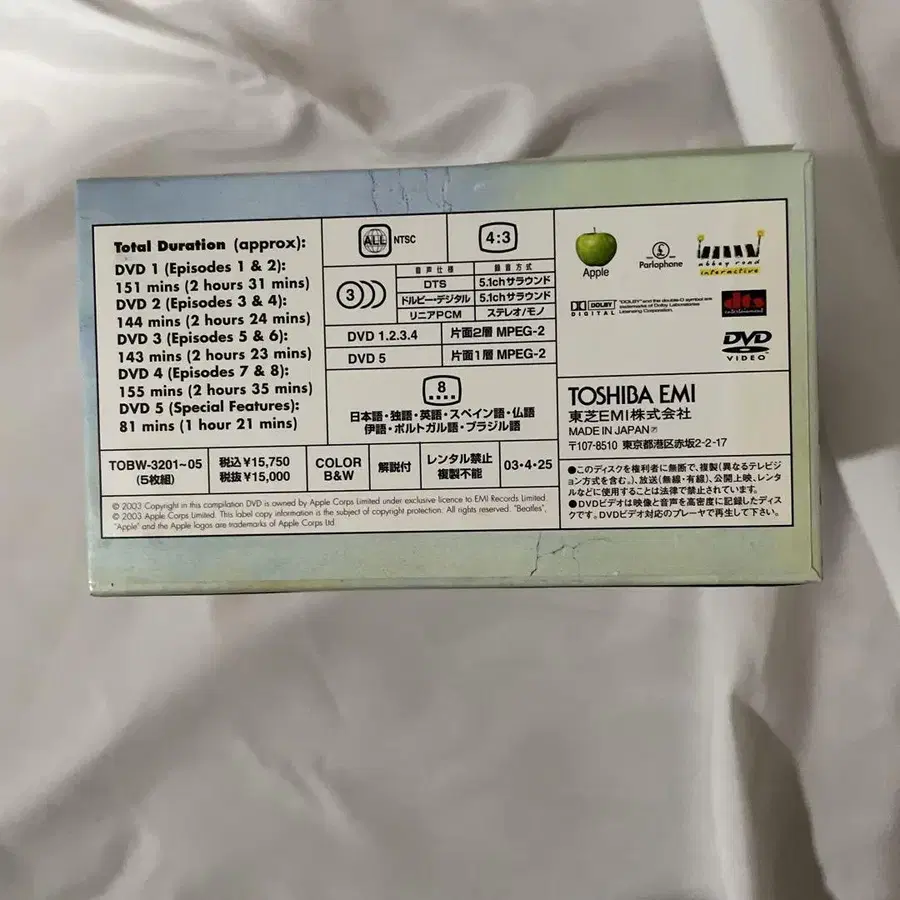 Total Duration (approx):
DVD 1 (Episodes 1 & 2):
151 mins (2 hours 31 mins)
DVD 2 (Episodes 3 & 4):
144 mins (2 hours 24 mins)
DVD 3 (Episodes 5 & 6):
143 mins (2 hours 23 mins)
DVD 4 (Episodes 7 & 8):
155 mins (2 hours 35 mins)
DVD 5 (Special Features):
81 mins (1 hour 21 mins)
ALL NTSC
4:3
3
音声仕様 録音方式
DTS 5.1chサラウンド
ドルビー・デジタル 5.1chサラウンド
リニアPCM ステレオ/モノ
DVD 1.2.3.4 片面2層 MPEG-2
DVD 5 片面1層 MPEG-2
8
日本語・独語・英語・スペイン語・仏語
伊語・ポルトガル語・ブラジル語
Apple
Parlophone
abbey road
interactive
DOLBY
DIGITAL
"DOLBY" and the double-D symbol are
trademarks of Dolby Laboratories
Licensing Corporation.
dts
entertainment
DVD
VIDEO
TOSHIBA EMI
東芝EMI株式会社
MADE IN JAPAN Ⓟ
〒107-8510 東京都港区赤坂2-2-17
●このディスクを権利者に無断で、複製(異なるテレビジ
ョン方式を含む。)、放送(無線・有線)、公開上映、レンタ
ルなどに使用することは法律で禁止されています。
●DVDビデオは映像と音声を高密度に記録したディス
クです。DVDビデオ対応のプレーヤで再生して下さい。
TOBW-3201~05
(5枚組)
税込¥15,750
税抜¥15,000
COLOR
B&W
解説付
レンタル禁止
複製不能
03・4・25
© 2003 Copyright in this compilation DVD is owned by Apple Corps Limited under exclusive licence to EMI Records Limited.
© 2003 Apple Corps Limited. This label copy information is the subject of copyright protection. All rights reserved. "Beatles",
"Apple" and the Apple logos are trademarks of Apple Corps Ltd.